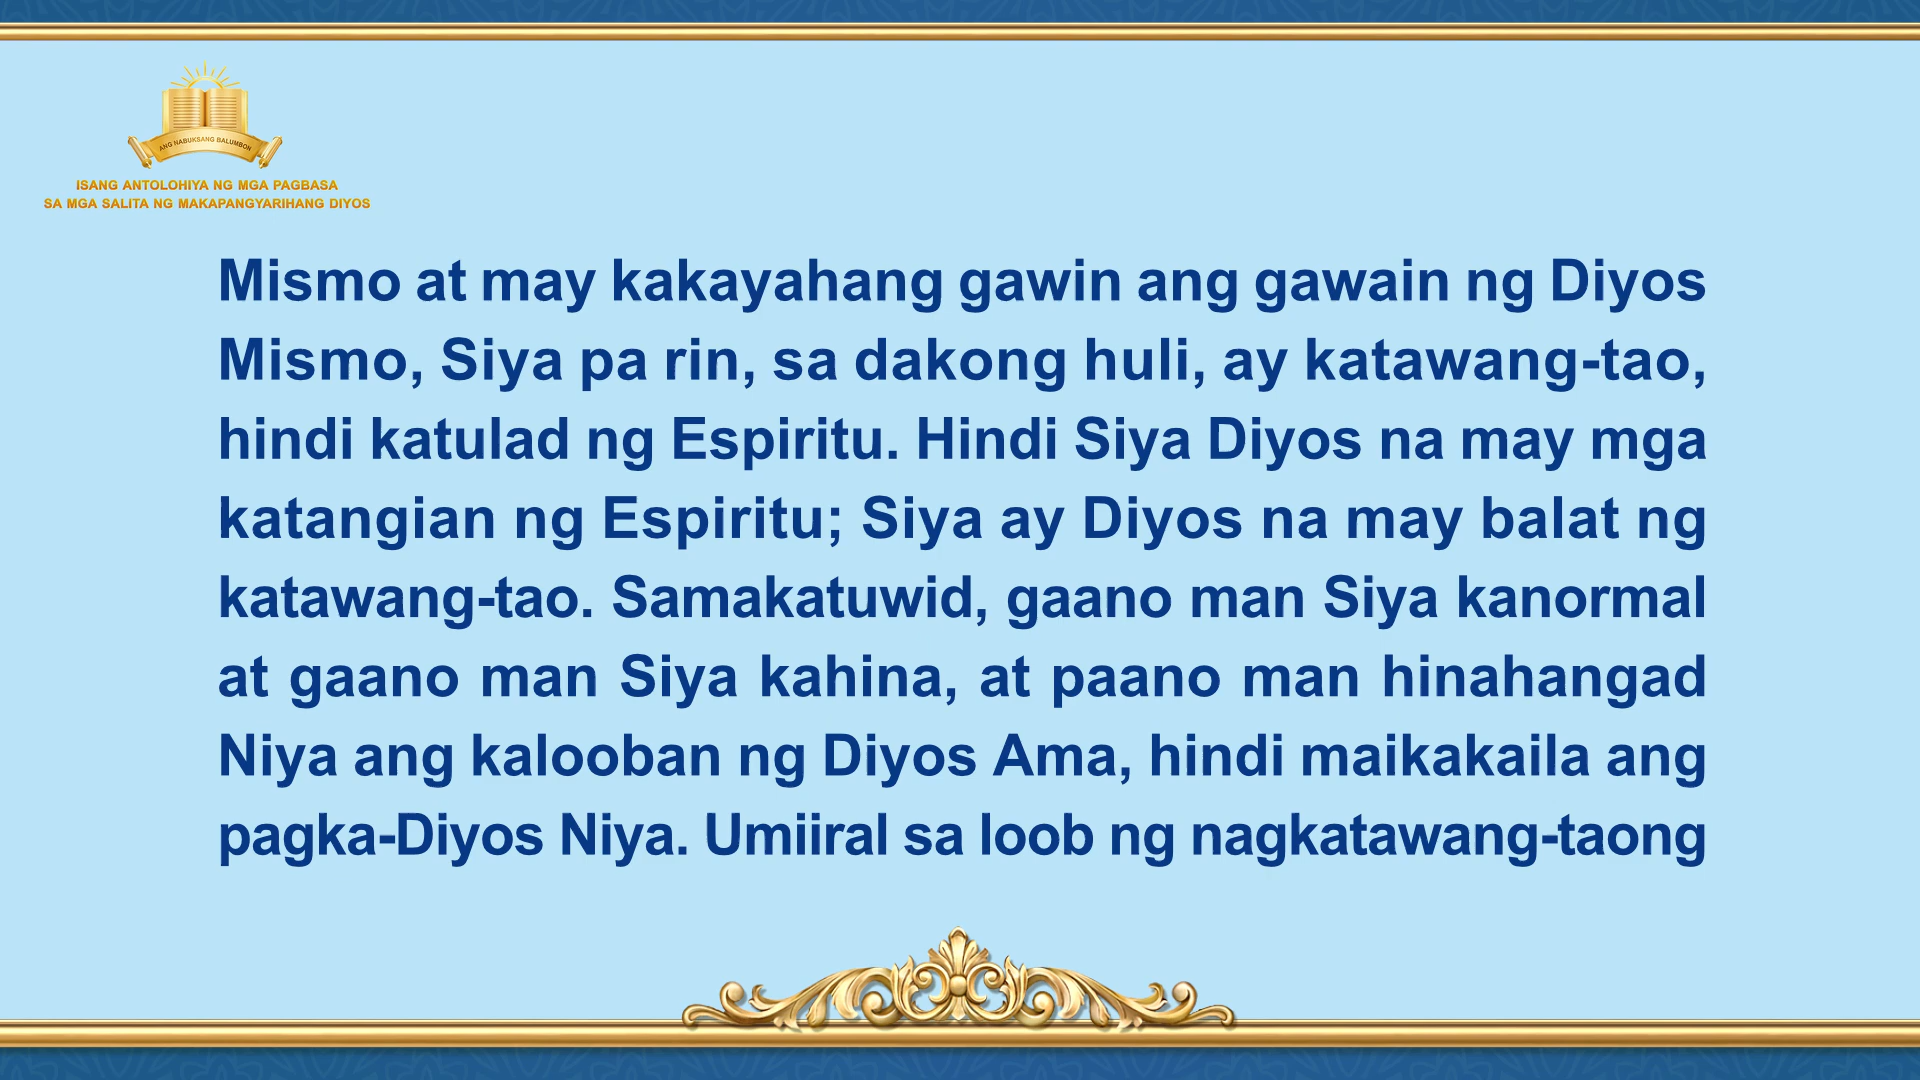 ANG NABUKSANG BALUMBON
ISANG ANTOLOHIYA NG MGA PAGBASA
SA MGA SALITA NG MAKAPANGYARIHANG DIYOS
Mismo at may kakayahang gawin ang gawain ng Diyos
Mismo, Siya pa rin, sa dakong huli, ay katawang-tao,
hindi katulad ng Espiritu. Hindi Siya Diyos na may mga
katangian ng Espiritu; Siya ay Diyos na may balat ng
katawang-tao. Samakatuwid, gaano man Siya kanormal
at gaano man Siya kahina, at paano man hinahangad
Niya ang kalooban ng Diyos Ama, hindi maikakaila ang
pagka-Diyos Niya. Umiiral sa loob ng nagkatawang-taong